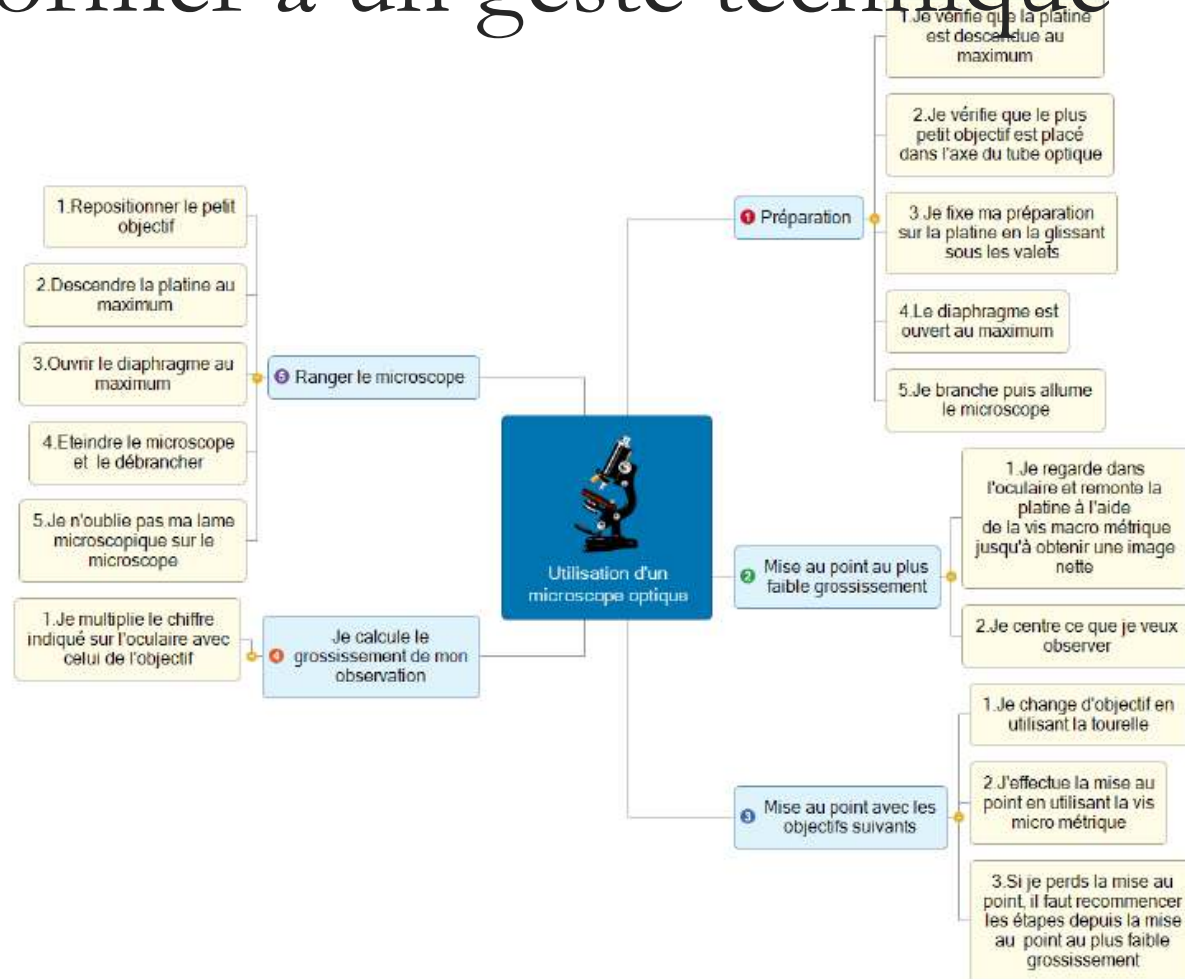 ormer à un geste technique
Utilisation d'un
microscope optique
1 Préparation
1.Je vérifie que la platine
est descendue au
maximum
2.Je vérifie que le plus
petit objectif est placé
dans l'axe du tube optique
3.Je fixe ma préparation
sur la platine en la glissant
sous les valets
4.Le diaphragme est
ouvert au maximum
5.Je branche puis allume
le microscope
2 Mise au point au plus
faible grossissement
1.Je regarde dans
l'oculaire et remonte la
platine à l'aide
de la vis macro métrique
jusqu'à obtenir une image
nette
2.Je centre ce que je veux
observer
3 Mise au point avec les
objectifs suivants
1.Je change d'objectif en
utilisant la tourelle
2.J'effectue la mise au
point en utilisant la vis
micro métrique
3.Si je perds la mise au
point, il faut recommencer
les étapes depuis la mise
au point au plus faible
grossissement
4 Je calcule le
grossissement de mon
observation
1.Je multiplie le chiffre
indiqué sur l'oculaire avec
celui de l'objectif
5 Ranger le microscope
1.Repositionner le petit
objectif
2.Descendre la platine au
maximum
3.Ouvrir le diaphragme au
maximum
4.Eteindre le microscope
et le débrancher
5.Je n'oublie pas ma lame
microscopique sur le
microscope